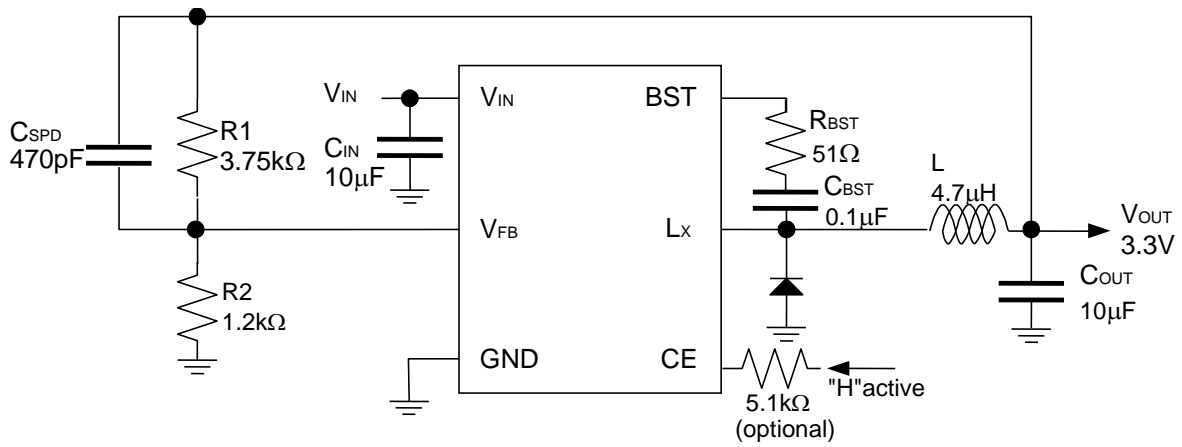 CSPD
470pF
R1
3.75kΩ
VIN
CIN
10μF
VIN
BST
RBST
51Ω
CBST
0.1μF
L
4.7μH
VFB
LX
VOUT
3.3V
COUT
10μF
R2
1.2kΩ
GND
CE
"H"active
5.1kΩ
(optional)